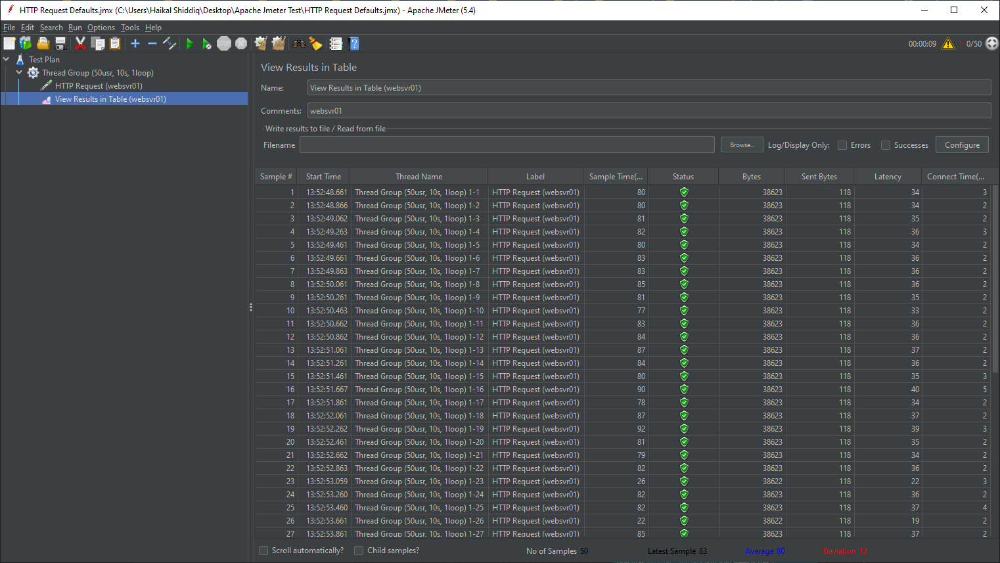 HTTP Request Defaults.jmx (C:\Users\Haikal Shiddiq\Desktop\Apache Jmeter Test\HTTP Request Defaults.jmx) - Apache JMeter (5.4)
File Edit Search Run Options Tools Help
00:00:09 1 0/50
Test Plan
Thread Group (50usr, 10s, 1loop)
HTTP Request (websvr01)
View Results in Table (websvr01)
View Results in Table
Name: View Results in Table (websvr01)
Comments: websvr01
Write results to file / Read from file
Filename Browse... Log/Display Only: Errors Successes Configure
Sample # Start Time Thread Name Label Sample Time(... Status Bytes Sent Bytes Latency Connect Time(...
1 13:52:48.661 Thread Group (50usr, 10s, 1loop) 1-1 HTTP Request (websvr01) 80 38623 118 34 3
2 13:52:48.866 Thread Group (50usr, 10s, 1loop) 1-2 HTTP Request (websvr01) 80 38623 118 34 2
3 13:52:49.062 Thread Group (50usr, 10s, 1loop) 1-3 HTTP Request (websvr01) 81 38623 118 35 2
4 13:52:49.263 Thread Group (50usr, 10s, 1loop) 1-4 HTTP Request (websvr01) 82 38623 118 36 3
5 13:52:49.461 Thread Group (50usr, 10s, 1loop) 1-5 HTTP Request (websvr01) 80 38623 118 34 2
6 13:52:49.661 Thread Group (50usr, 10s, 1loop) 1-6 HTTP Request (websvr01) 83 38623 118 36 2
7 13:52:49.863 Thread Group (50usr, 10s, 1loop) 1-7 HTTP Request (websvr01) 83 38623 118 36 2
8 13:52:50.061 Thread Group (50usr, 10s, 1loop) 1-8 HTTP Request (websvr01) 85 38623 118 36 2
9 13:52:50.261 Thread Group (50usr, 10s, 1loop) 1-9 HTTP Request (websvr01) 81 38623 118 35 2
10 13:52:50.463 Thread Group (50usr, 10s, 1loop) 1-10 HTTP Request (websvr01) 77 38623 118 33 2
11 13:52:50.662 Thread Group (50usr, 10s, 1loop) 1-11 HTTP Request (websvr01) 83 38623 118 36 2
12 13:52:50.862 Thread Group (50usr, 10s, 1loop) 1-12 HTTP Request (websvr01) 84 38623 118 36 2
13 13:52:51.061 Thread Group (50usr, 10s, 1loop) 1-13 HTTP Request (websvr01) 87 38623 118 37 2
14 13:52:51.261 Thread Group (50usr, 10s, 1loop) 1-14 HTTP Request (websvr01) 84 38623 118 36 2
15 13:52:51.461 Thread Group (50usr, 10s, 1loop) 1-15 HTTP Request (websvr01) 80 38623 118 35 3
16 13:52:51.667 Thread Group (50usr, 10s, 1loop) 1-16 HTTP Request (websvr01) 90 38623 118 40 5
17 13:52:51.861 Thread Group (50usr, 10s, 1loop) 1-17 HTTP Request (websvr01) 78 38623 118 34 2
18 13:52:52.061 Thread Group (50usr, 10s, 1loop) 1-18 HTTP Request (websvr01) 87 38623 118 37 2
19 13:52:52.262 Thread Group (50usr, 10s, 1loop) 1-19 HTTP Request (websvr01) 92 38623 118 39 3
20 13:52:52.461 Thread Group (50usr, 10s, 1loop) 1-20 HTTP Request (websvr01) 81 38623 118 35 2
21 13:52:52.662 Thread Group (50usr, 10s, 1loop) 1-21 HTTP Request (websvr01) 79 38623 118 34 2
22 13:52:52.863 Thread Group (50usr, 10s, 1loop) 1-22 HTTP Request (websvr01) 82 38623 118 36 2
23 13:52:53.059 Thread Group (50usr, 10s, 1loop) 1-23 HTTP Request (websvr01) 26 38622 118 22 3
24 13:52:53.260 Thread Group (50usr, 10s, 1loop) 1-24 HTTP Request (websvr01) 82 38623 118 36 2
25 13:52:53.460 Thread Group (50usr, 10s, 1loop) 1-25 HTTP Request (websvr01) 82 38623 118 37 4
26 13:52:53.661 Thread Group (50usr, 10s, 1loop) 1-26 HTTP Request (websvr01) 22 38622 118 19 2
27 13:52:53.861 Thread Group (50usr, 10s, 1loop) 1-27 HTTP Request (websvr01) 85 38623 118 37 2
Scroll automatically? Child samples? No of Samples 50 Latest Sample 83 Average 80 Deviation 12